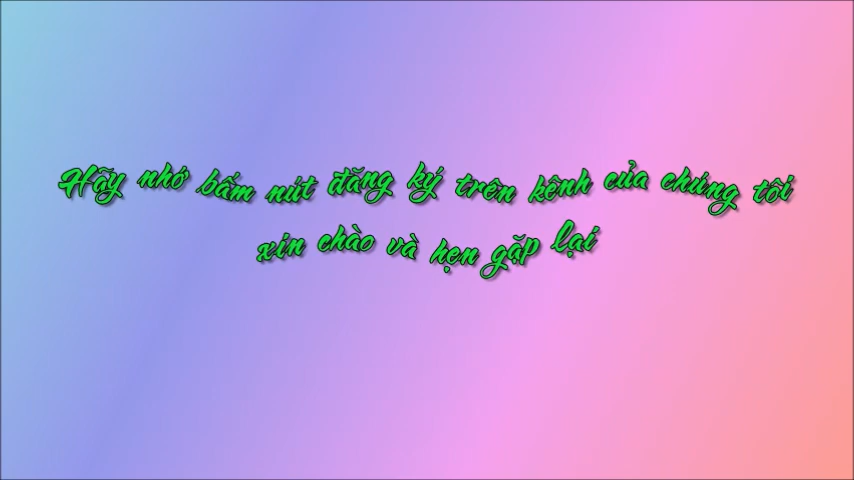 Hãy nhớ bấm nút đăng ký trên kênh của chúng tôi
xin chào và hẹn gặp lại